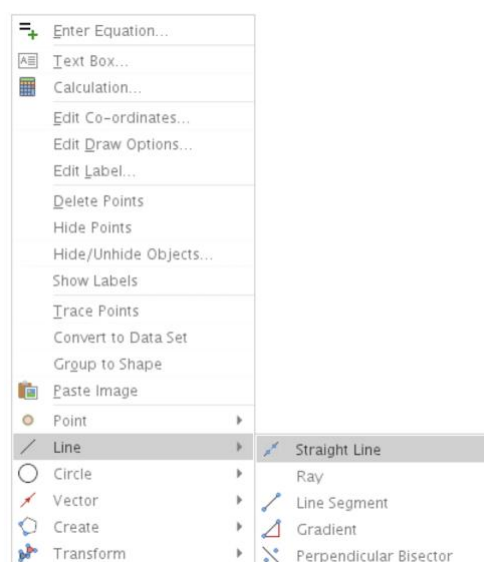 Enter Equation...
Text Box...
Calculation...
Edit Co-ordinates...
Edit Draw Options...
Edit Label...
Delete Points
Hide Points
Hide/Unhide Objects...
Show Labels
Trace Points
Convert to Data Set
Group to Shape
Paste Image
Point
Line
Straight Line
Ray
Circle
Line Segment
Vector
Gradient
Create
Perpendicular Bisector
Transform